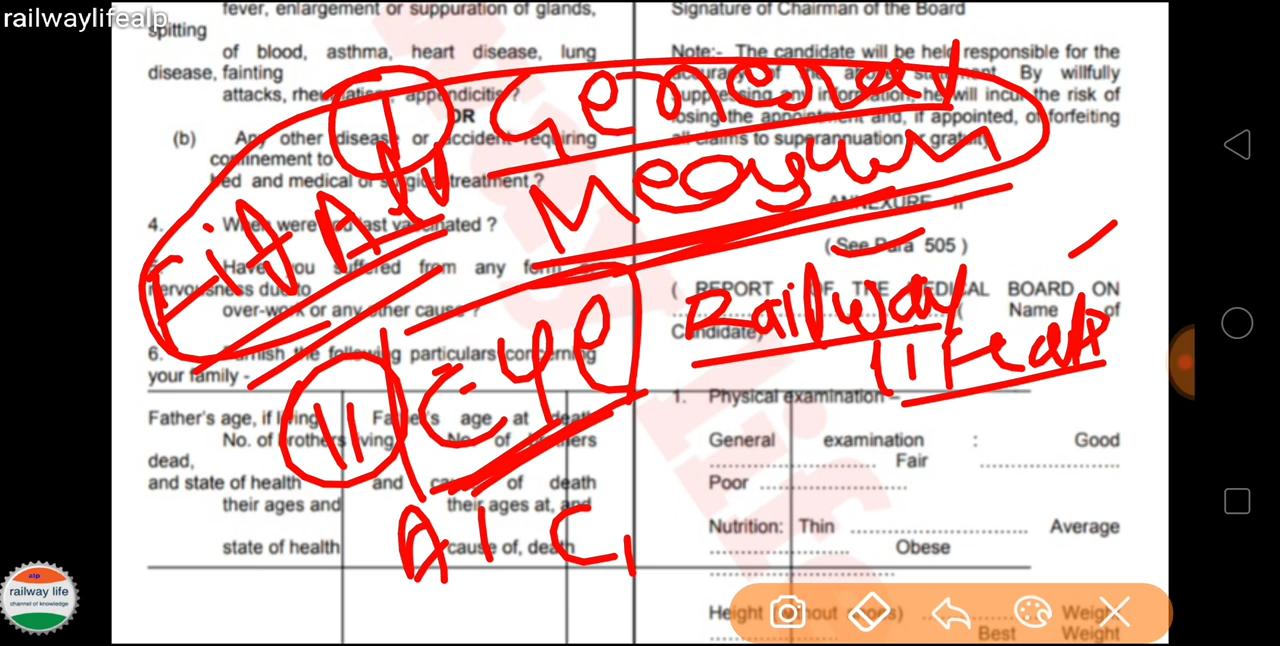 railwaylifealp
fever, enlargement or suppuration of glands,
spitting
of blood, asthma, heart disease, lung
disease, fainting
attacks, rheumatism, appendicitis ?
OR
(b) Any other disease or accident requiring
confinement to
bed and medical or surgical treatment ?
4. When were you last vaccinated ?
Have you suffered from any form
nervousness due to
over-work or any other cause ?
6. Furnish the following particulars concerning
your family -
Father's age, if living Father's age at death
No. of brothers living No. of brothers
dead,
and state of health and cause of death
their ages and their ages at, and
state of health cause of, death
Signature of Chairman of the Board
Note:- The candidate will be held responsible for the
accuracy of the above statement. By willfully
suppressing any information, he will incur the risk of
losing the appointment and, if appointed, of forfeiting
all claims to superannuation or gratuity
ANNEXURE - II
( See Para 505 )
( REPORT OF THE MEDICAL BOARD ON
( Name of
Candidate)
1. Physical examination –
General examination : Good
Fair
Poor
Nutrition: Thin Average
Obese
Height (without shoes) Weight
Best Weight
I General
II Eye
A 1 C 1
Railway
lifealp
alp
railway life
channel of knowledge